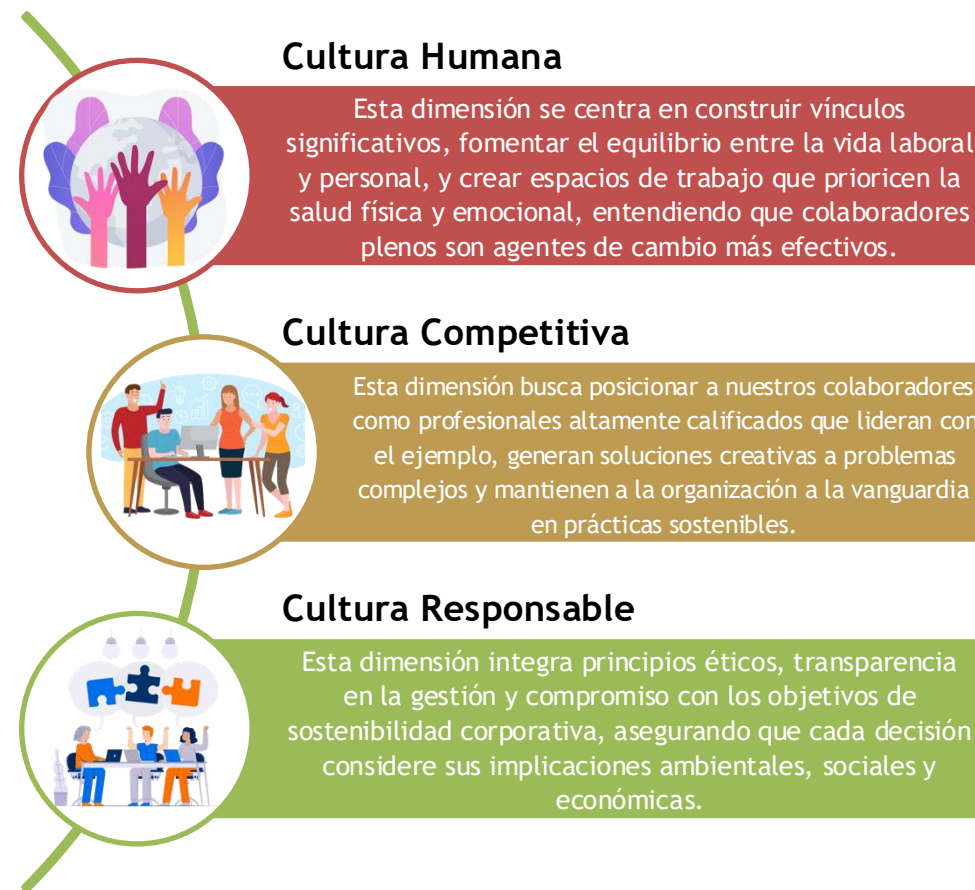 Cultura Humana
Esta dimensión se centra en construir vínculos
significativos, fomentar el equilibrio entre la vida laboral
y personal, y crear espacios de trabajo que prioricen la
salud física y emocional, entendiendo que colaboradores
plenos son agentes de cambio más efectivos.
Cultura Competitiva
Esta dimensión busca posicionar a nuestros colaboradores
como profesionales altamente calificados que lideran con
el ejemplo, generan soluciones creativas a problemas
complejos y mantienen a la organización a la vanguardia
en prácticas sostenibles.
Cultura Responsable
Esta dimensión integra principios éticos, transparencia
en la gestión y compromiso con los objetivos de
sostenibilidad corporativa, asegurando que cada decisión
considere sus implicaciones ambientales, sociales y
económicas.